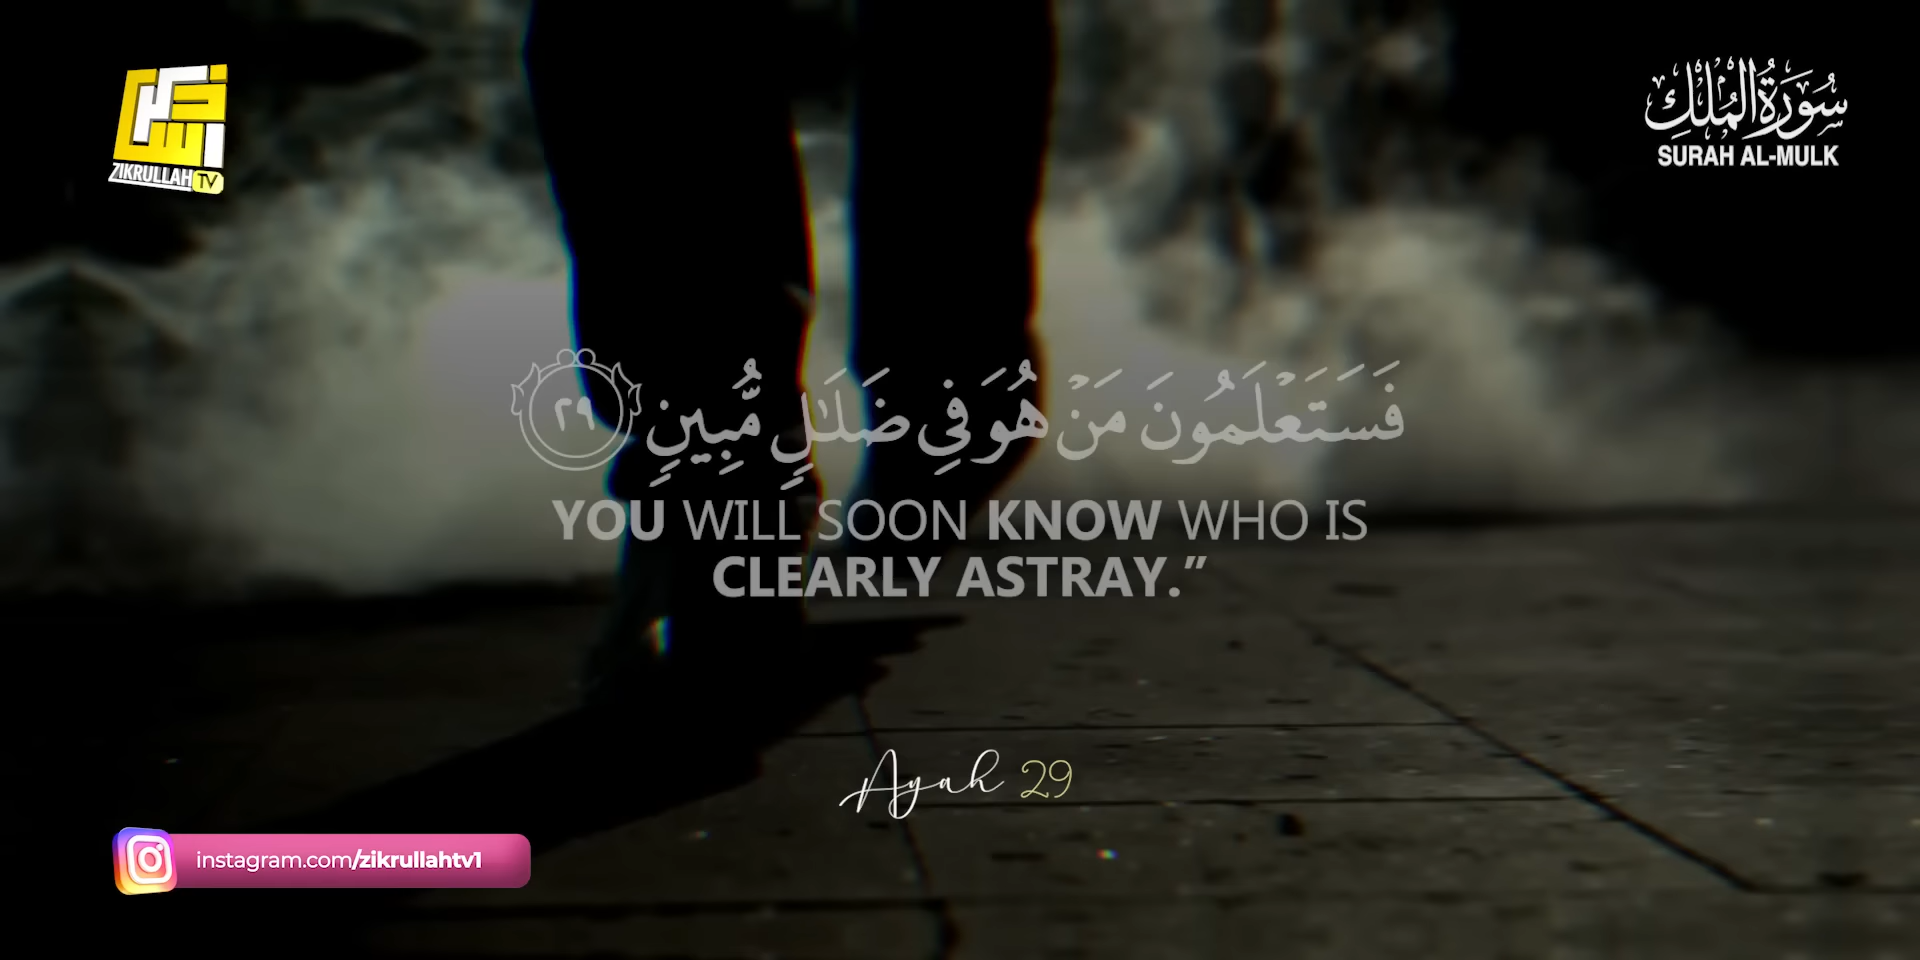 ZIKRULLAH TV
سُورَةُ الْمُلْكِ
SURAH AL-MULK
فَسَتَعْلَمُونَ مَنْ هُوَ فِي ضَلَٰلٍ مُّبِينٍ ٢٩
YOU WILL SOON KNOW WHO IS
CLEARLY ASTRAY.”
Ayah 29
instagram.com/zikrullahtv1